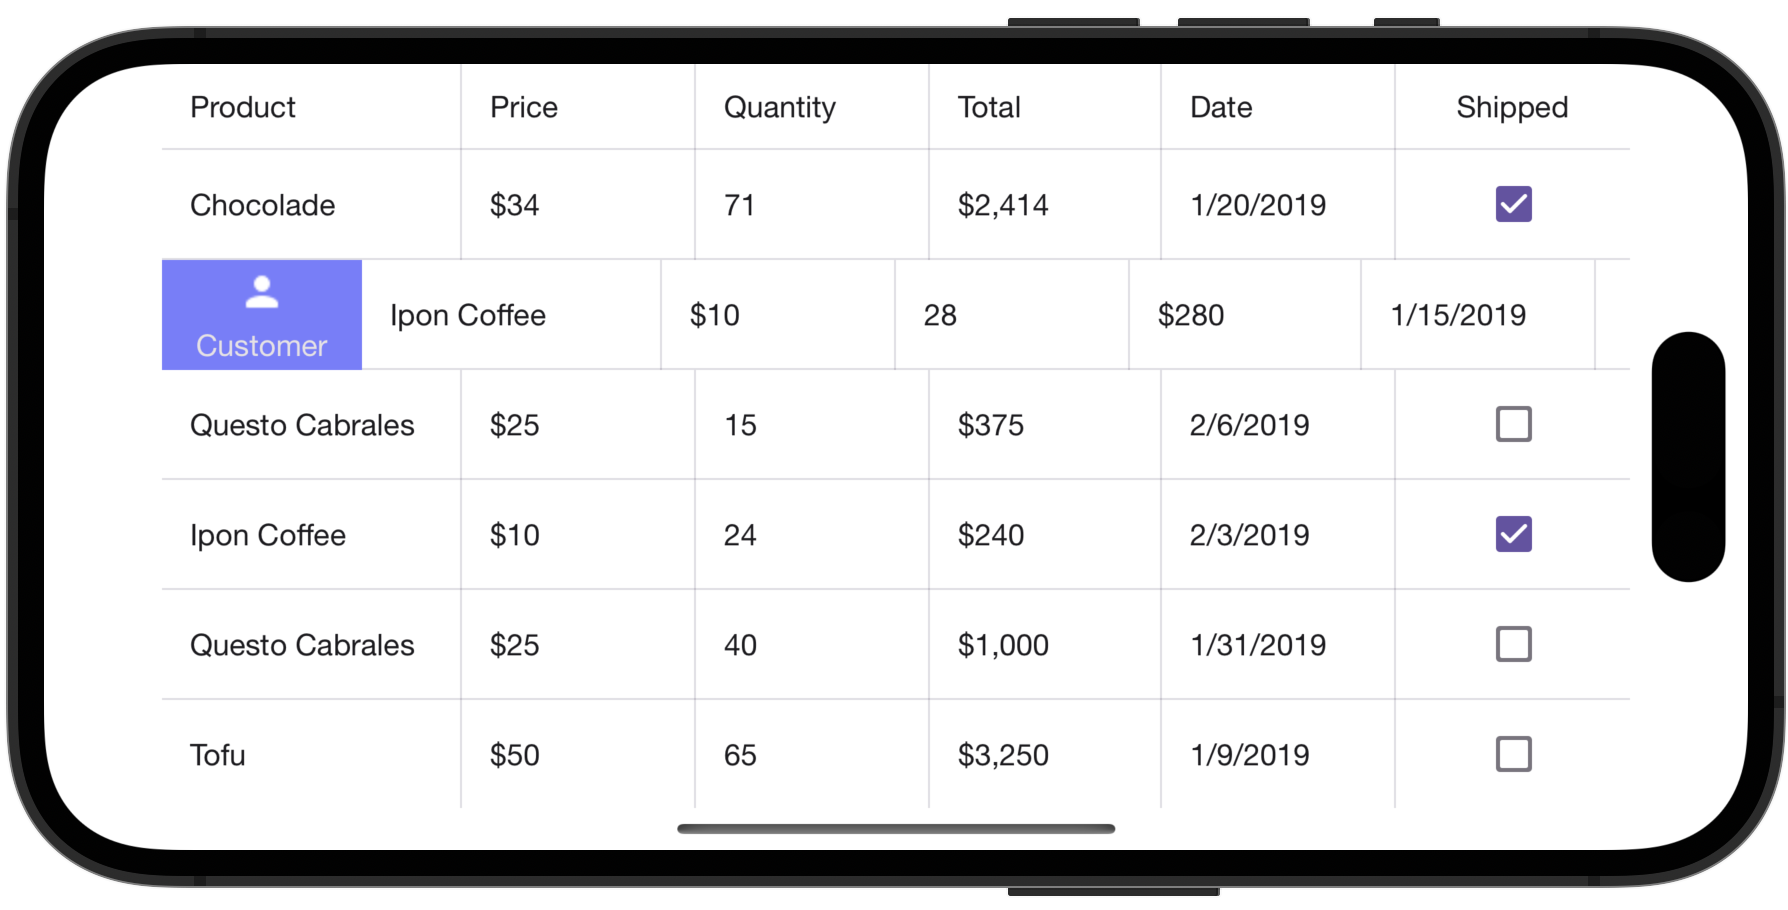 Product Price Quantity Total Date Shipped
Chocolade $34 71 $2,414 1/20/2019
Customer Ipon Coffee $10 28 $280 1/15/2019
Questo Cabrales $25 15 $375 2/6/2019
Ipon Coffee $10 24 $240 2/3/2019
Questo Cabrales $25 40 $1,000 1/31/2019
Tofu $50 65 $3,250 1/9/2019